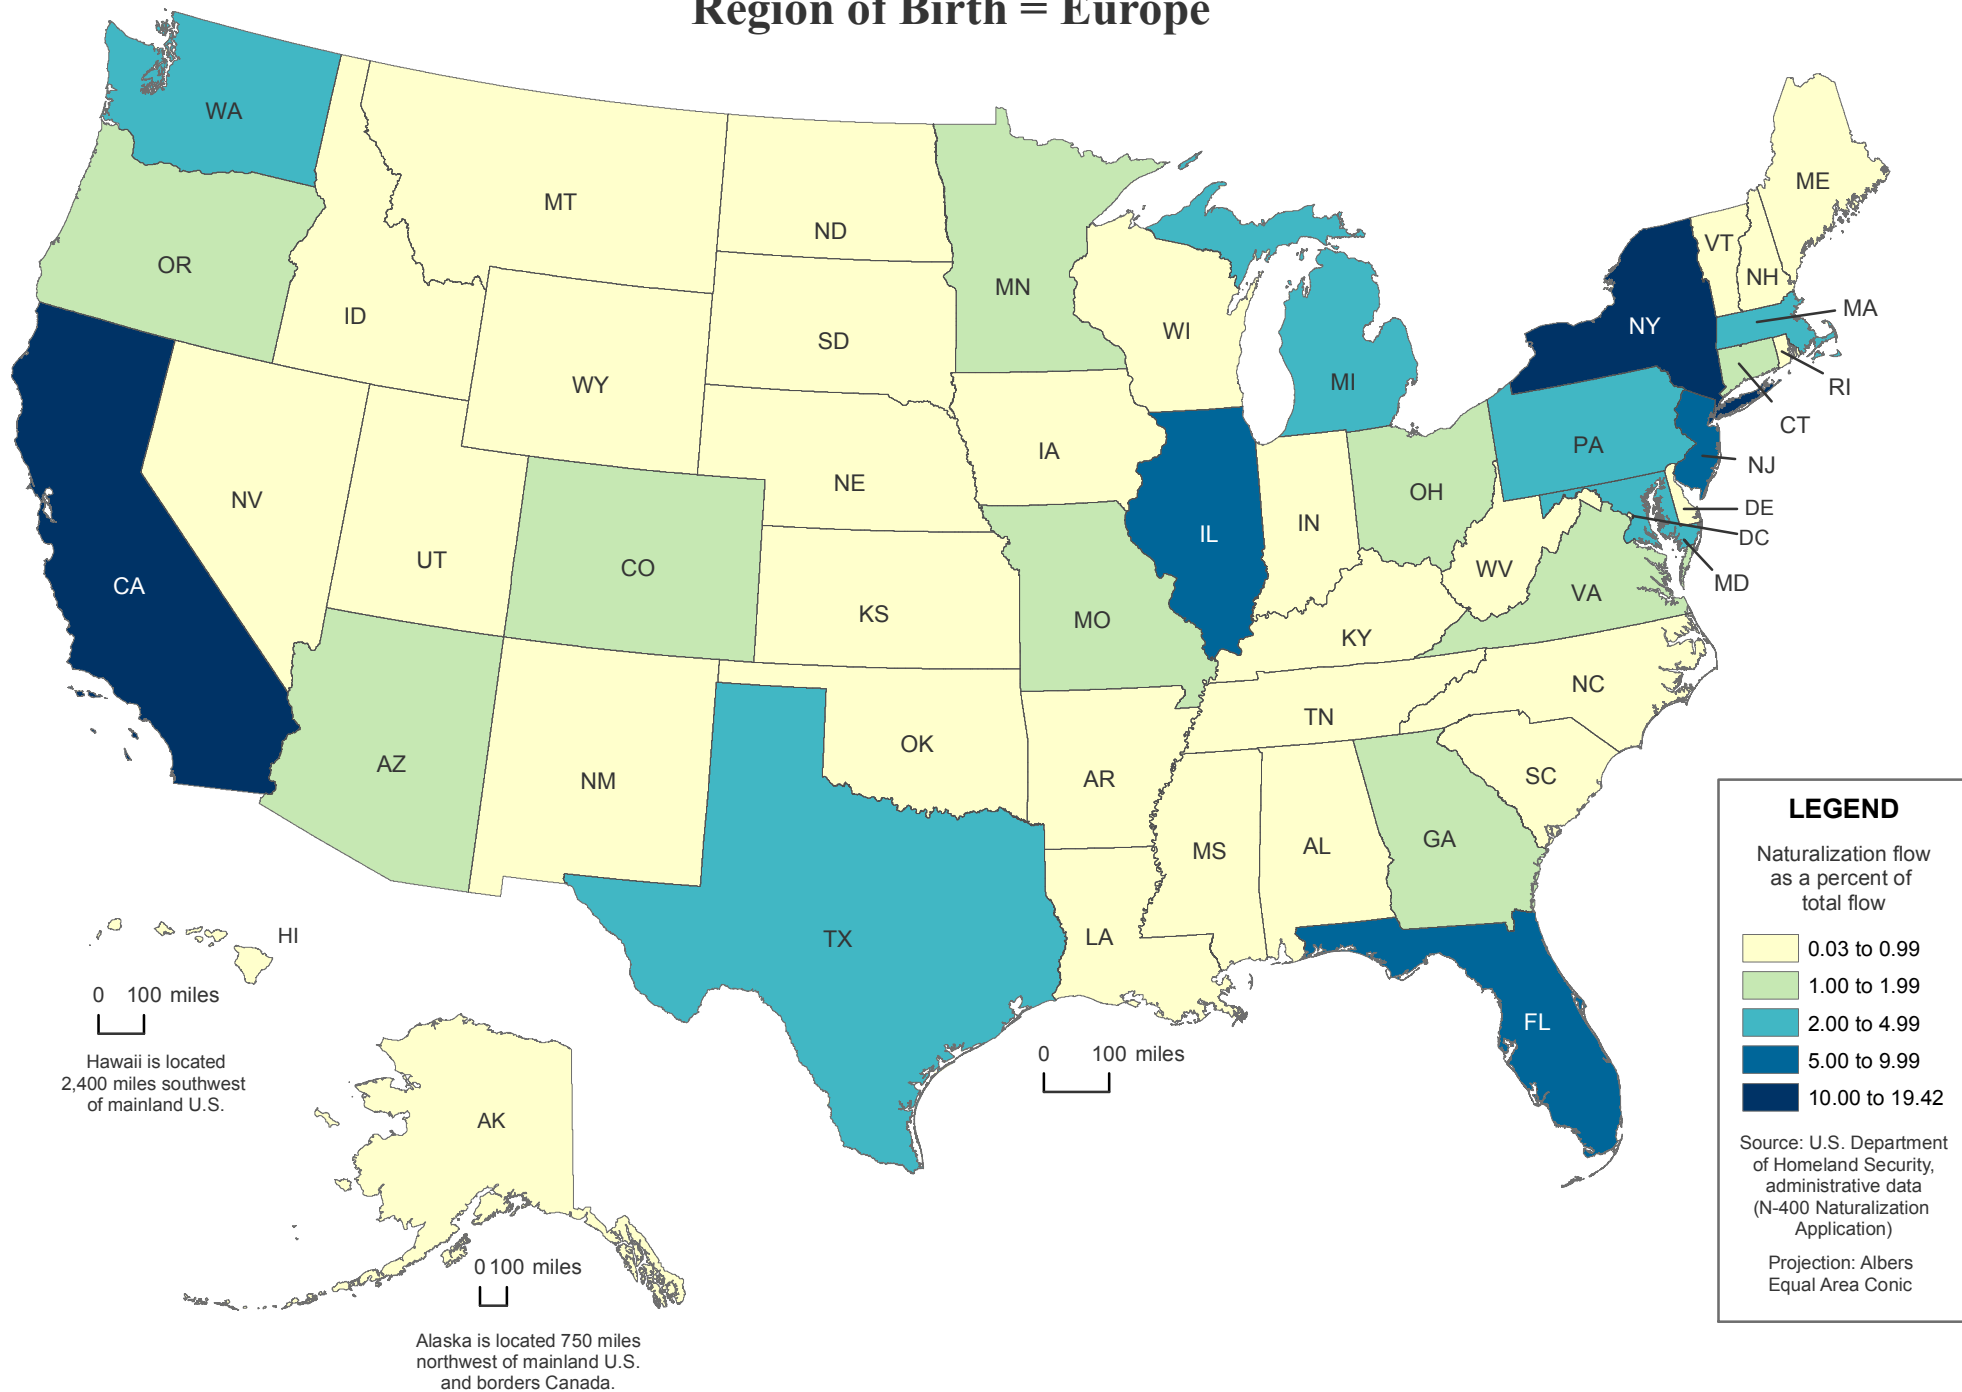 Region of Birth = Europe
WA
MT
ND
ME
OR
MN
VT
NH
ID
SD
WI
NY
MA
WY
MI
RI
CT
IA
PA
NJ
NV
NE
OH
DE
IL
IN
DC
UT
CO
WV
MD
CA
KS
MO
VA
KY
NC
TN
OK
AZ
NM
AR
SC
GA
MS
AL
HI
TX
LA
FL
0 100 miles
Hawaii is located
2,400 miles southwest
of mainland U.S.
0 100 miles
AK
0 100 miles
Alaska is located 750 miles
northwest of mainland U.S.
and borders Canada.
LEGEND
Naturalization flow
as a percent of
total flow
0.03 to 0.99
1.00 to 1.99
2.00 to 4.99
5.00 to 9.99
10.00 to 19.42
Source: U.S. Department
of Homeland Security,
administrative data
(N-400 Naturalization
Application)
Projection: Albers
Equal Area Conic